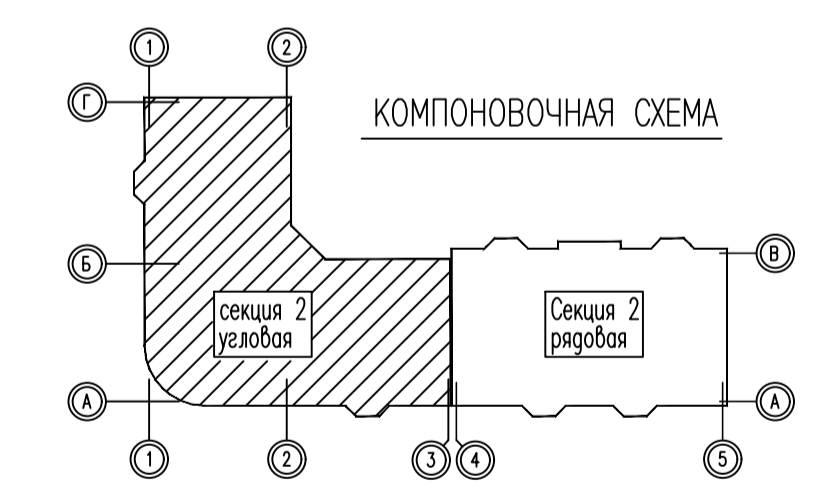 1 2
Г
КОМПОНОВОЧНАЯ СХЕМА
Б
В
секция 2
угловая
Секция 2
рядовая
А
А
1 2 3 4 5